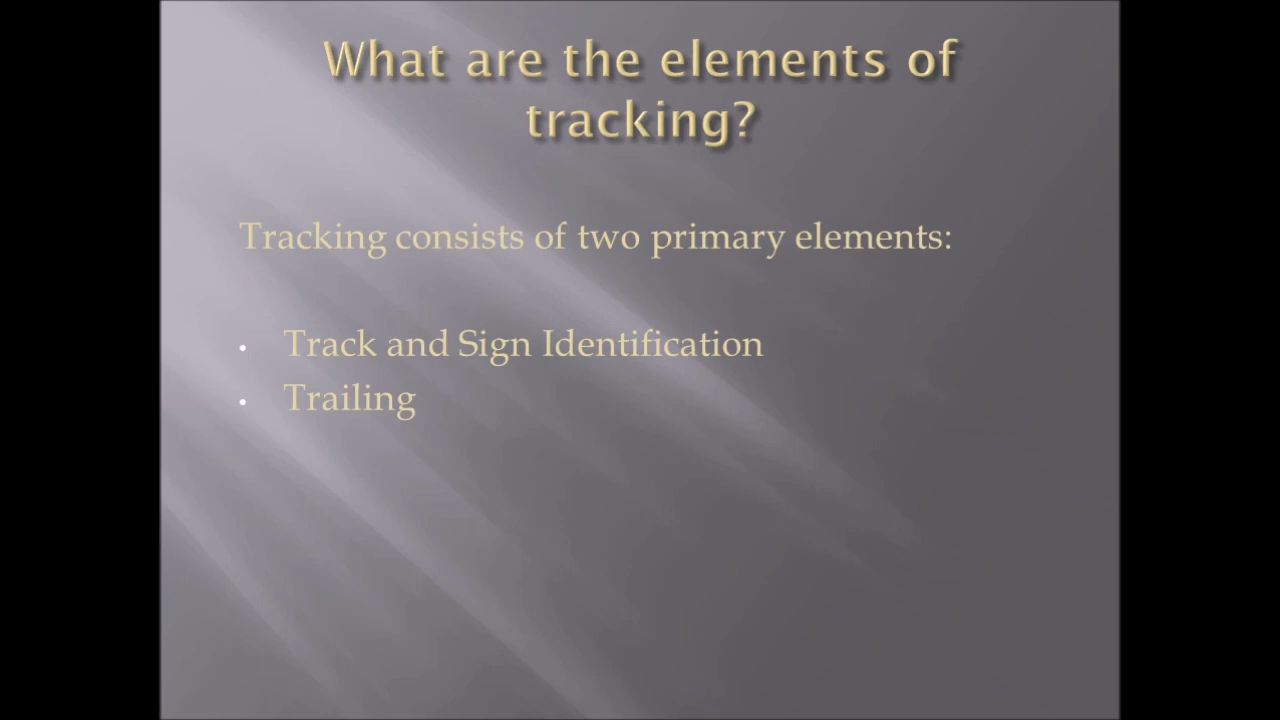 What are the elements of
tracking?
Tracking consists of two primary elements:
• Track and Sign Identification
• Trailing